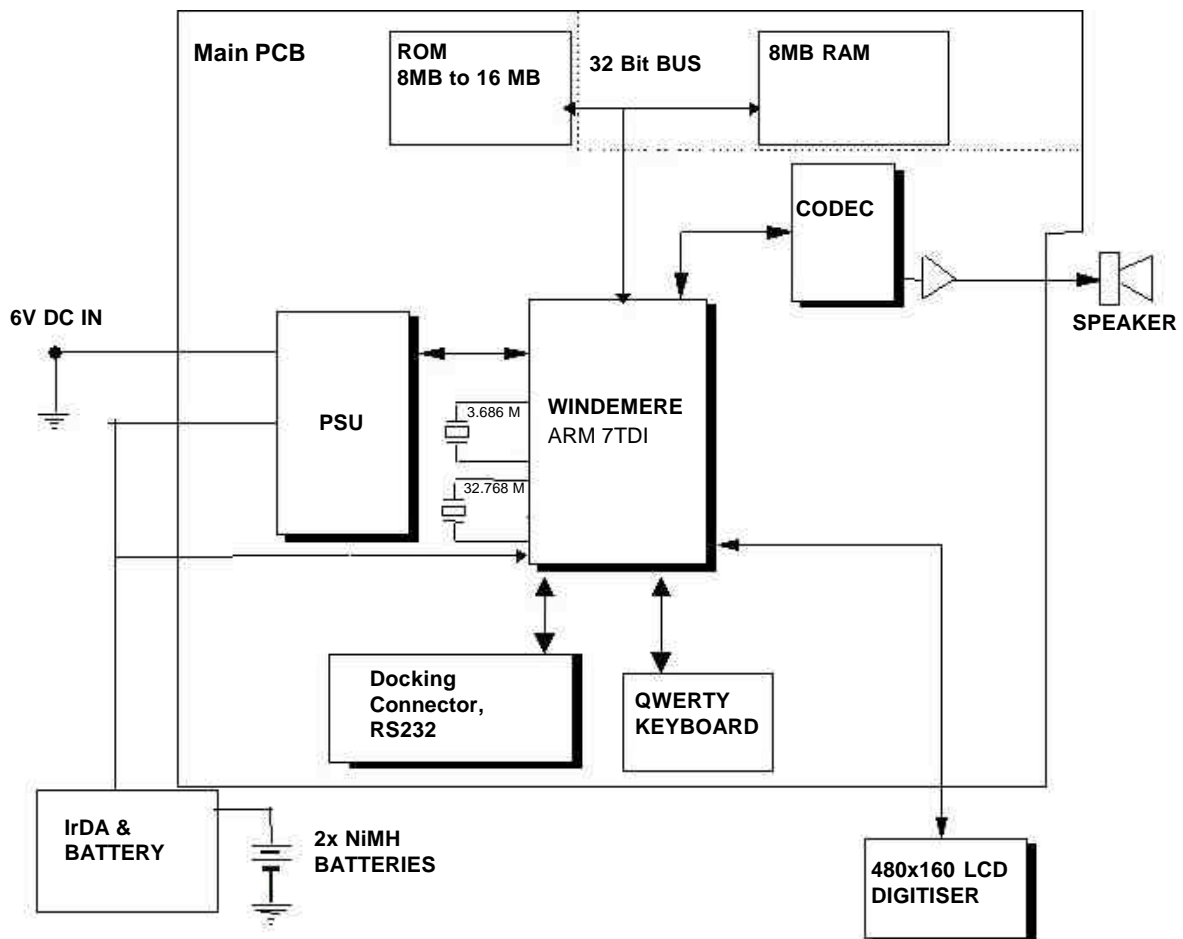 Main PCB
ROM
8MB to 16 MB
32 Bit BUS
8MB RAM
CODEC
SPEAKER
6V DC IN
PSU
3.686 M
32.768 M
WINDEMERE
ARM 7TDI
Docking
Connector,
RS232
QWERTY
KEYBOARD
IrDA &
BATTERY
2x NiMH
BATTERIES
480x160 LCD
DIGITISER